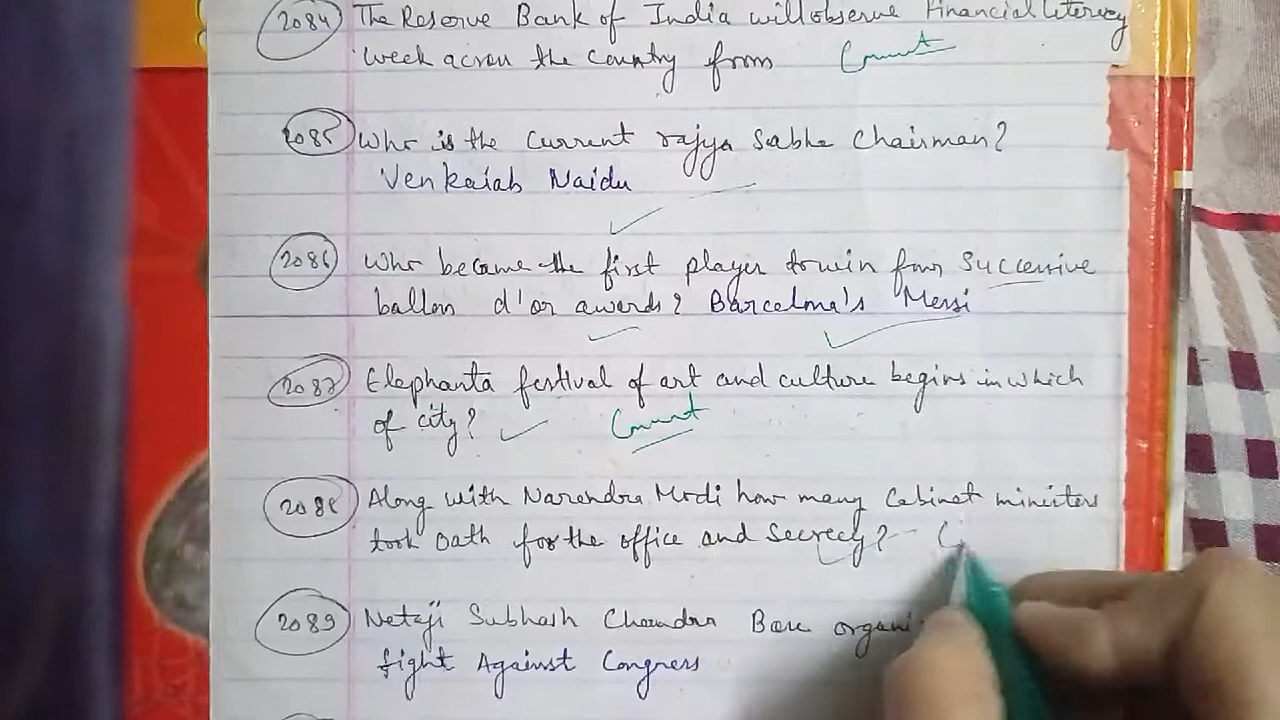 2084 The Reserve Bank of India will observe Financial literacy
week across the country from Comment
2085 Who is the current rajya Sabha Chairman?
Venkaiah Naidu
2086 Who became the first player to win four Successive
ballon d'or awards? Barcelona's Messi
2087 Elephanta festival of art and culture begins in which
of city? Comment
2088 Along with Narendra Modi how many Cabinet ministers
took Oath for the office and Secrecy?
2089 Netaji Subhash Chandra Bose
fight Against Congress